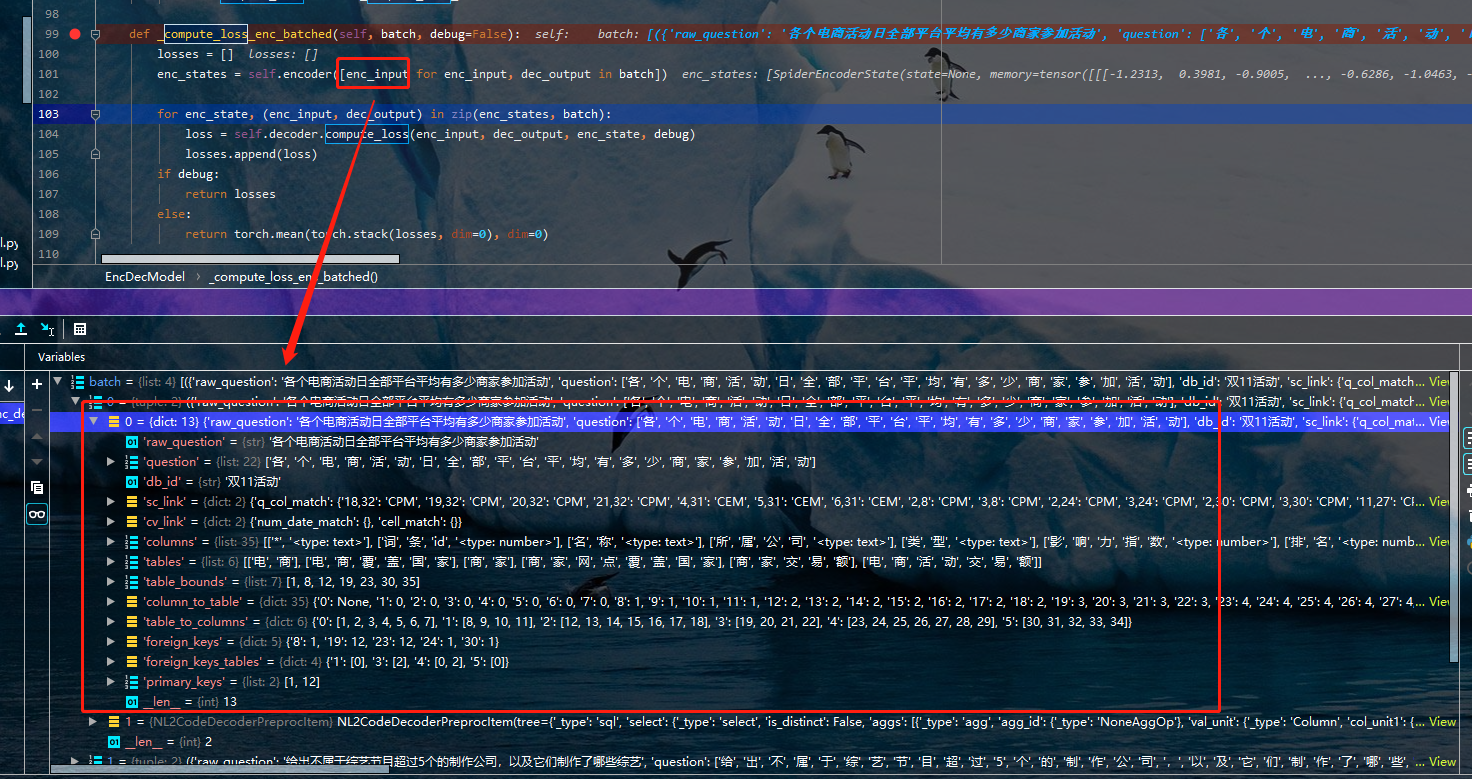 98
99 def _compute_loss_enc_batched(self, batch, debug=False): self: batch: [({'raw_question': '各个电商活动日全部平台平均有多少商家参加活动', 'question': ['各', '个', '电', '商', '活', '动',
100 losses = [] losses: []
101 enc_states = self.encoder([enc_input for enc_input, dec_output in batch]) enc_states: [SpiderEncoderState(state=None, memory=tensor([[[-1.2313, 0.3981, -0.9005, ..., -0.6286, -1.0463, -
102
103 for enc_state, (enc_input, dec_output) in zip(enc_states, batch):
104 loss = self.decoder.compute_loss(enc_input, dec_output, enc_state, debug)
105 losses.append(loss)
106 if debug:
107 return losses
108 else:
109 return torch.mean(torch.stack(losses, dim=0), dim=0)
110
l.py
l.py
EncDecModel › _compute_loss_enc_batched()
Variables
batch = {list: 4} [({'raw_question': '各个电商活动日全部平台平均有多少商家参加活动', 'question': ['各', '个', '电', '商', '活', '动', '日', '全', '部', '平', '台', '平', '均', '有', '多', '少', '商', '家', '参', '加', '活', '动'], 'db_id': '双11活动', 'sc_link': {'q_col_match... View
0 = {tuple: 2} ({'raw_question': '各个电商活动日全部平台平均有多少商家参加活动', 'question': ['各', '个', '电', '商', '活', '动', '日', '全', '部', '平', '台', '平', '均', '有', '多', '少', '商', '家', '参', '加', '活', '动'], 'db_id': '双11活动', 'sc_link': {'q_col_match... View
nc_de
0 = {dict: 13} {'raw_question': '各个电商活动日全部平台平均有多少商家参加活动', 'question': ['各', '个', '电', '商', '活', '动', '日', '全', '部', '平', '台', '平', '均', '有', '多', '少', '商', '家', '参', '加', '活', '动'], 'db_id': '双11活动', 'sc_link': {'q_col_mat... View
'raw_question' = {str} '各个电商活动日全部平台平均有多少商家参加活动'
'question' = {list: 22} ['各', '个', '电', '商', '活', '动', '日', '全', '部', '平', '台', '平', '均', '有', '多', '少', '商', '家', '参', '加', '活', '动']
'db_id' = {str} '双11活动'
'sc_link' = {dict: 2} {'q_col_match': {'18,32': 'CPM', '19,32': 'CPM', '20,32': 'CPM', '21,32': 'CPM', '4,31': 'CEM', '5,31': 'CEM', '6,31': 'CEM', '2,8': 'CPM', '3,8': 'CPM', '2,24': 'CPM', '3,24': 'CPM', '2,30': 'CPM', '3,30': 'CPM', '11,27': 'C... View
'cv_link' = {dict: 2} {'num_date_match': {}, 'cell_match': {}}
'columns' = {list: 35} [['*', '<type: text>'], ['词', '条', 'id', '<type: number>'], ['名', '称', '<type: text>'], ['所', '属', '公', '司', '<type: text>'], ['类', '型', '<type: text>'], ['影', '响', '力', '指', '数', '<type: number>'], ['排', '名', '<type: numb... View
'tables' = {list: 6} [['电', '商'], ['电', '商', '覆', '盖', '国', '家'], ['商', '家'], ['商', '家', '网', '点', '覆', '盖', '国', '家'], ['商', '家', '交', '易', '额'], ['电', '商', '活', '动', '交', '易', '额']]
'table_bounds' = {list: 7} [1, 8, 12, 19, 23, 30, 35]
'column_to_table' = {dict: 35} {'0': None, '1': 0, '2': 0, '3': 0, '4': 0, '5': 0, '6': 0, '7': 0, '8': 1, '9': 1, '10': 1, '11': 1, '12': 2, '13': 2, '14': 2, '15': 2, '16': 2, '17': 2, '18': 2, '19': 3, '20': 3, '21': 3, '22': 3, '23': 4, '24': 4, '25': 4, '26': 4, '27': 4... View
'table_to_columns' = {dict: 6} {'0': [1, 2, 3, 4, 5, 6, 7], '1': [8, 9, 10, 11], '2': [12, 13, 14, 15, 16, 17, 18], '3': [19, 20, 21, 22], '4': [23, 24, 25, 26, 27, 28, 29], '5': [30, 31, 32, 33, 34]}
'foreign_keys' = {dict: 5} {'8': 1, '19': 12, '23': 12, '24': 1, '30': 1}
'foreign_keys_tables' = {dict: 4} {'1': [0], '3': [2], '4': [0, 2], '5': [0]}
'primary_keys' = {list: 2} [1, 12]
__len__ = {int} 13
1 = {NL2CodeDecoderPreprocItem} NL2CodeDecoderPreprocItem(tree={'_type': 'sql', 'select': {'_type': 'select', 'is_distinct': False, 'aggs': [{'_type': 'agg', 'agg_id': {'_type': 'NoneAggOp'}, 'val_unit': {'_type': 'Column', 'col_unit1': {... View
__len__ = {int} 2
1 = {tuple: 2} ({'raw_question': '给出不属于综艺节目超过5个的制作公司，以及它们制作了哪些综艺', 'question': ['给', '出', '不', '属', '于', '综', '艺', '节', '目', '超', '过', '5', '个', '的', '制', '作', '公', '司', '，', '以', '及', '它', '们', '制', '作', '了', '哪', '些', ... View